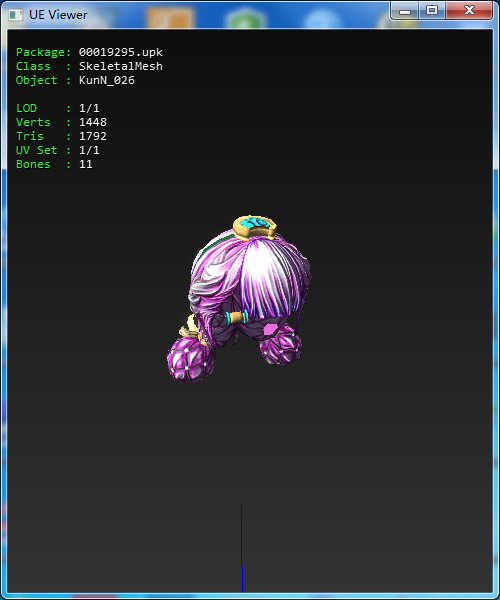 UE Viewer
Package: 00019295.upk
Class : SkeletalMesh
Object : KunN_026
LOD : 1/1
Verts : 1448
Tris : 1792
UV Set : 1/1
Bones : 11